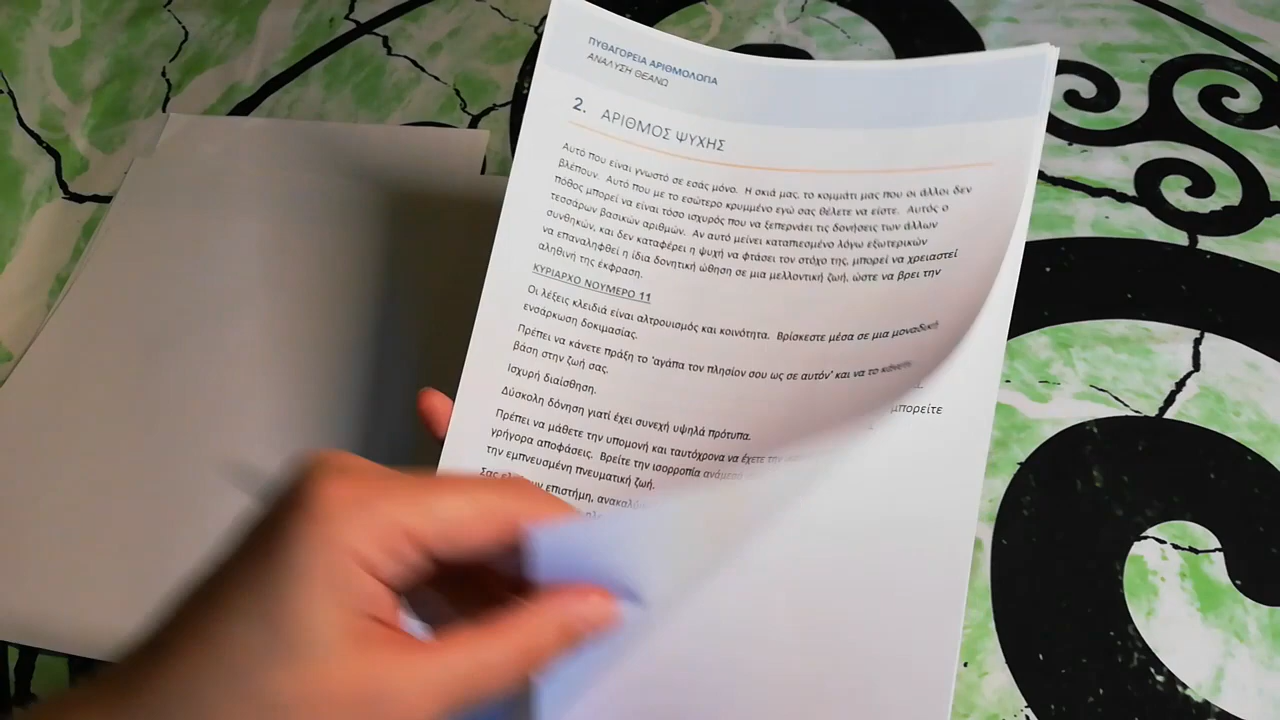 ΠΥΘΑΓΟΡΕΙΑ ΑΡΙΘΜΟΛΟΓΙΑ
ΑΝΑΛΥΣΗ ΘΕΑΝΩ
2. ΑΡΙΘΜΟΣ ΨΥΧΗΣ
Αυτό που είναι γνωστό σε εσάς μόνο. Η σκιά μας, το κομμάτι μας που οι άλλοι δεν
βλέπουν. Αυτό που με το εσώτερο κρυμμένο εγώ σας θέλετε να είστε. Αυτός ο
πόθος μπορεί να είναι τόσο ισχυρός που να ξεπερνάει τις δονήσεις των άλλων
τεσσάρων βασικών αριθμών. Αν αυτό μείνει καταπιεσμένο λόγω εξωτερικών
συνθηκών, και δεν καταφέρει η ψυχή να φτάσει τον στόχο της, μπορεί να χρειαστεί
να επαναληφθεί η ίδια δονητική ώθηση σε μια μελλοντική ζωή, ώστε να βρει την
αληθινή της έκφραση.
ΚΥΡΙΑΡΧΟ ΝΟΥΜΕΡΟ 11
Οι λέξεις κλειδιά είναι αλτρουισμός και κοινότητα. Βρίσκεστε μέσα σε μια μοναδική
ενσάρκωση δοκιμασίας.
Πρέπει να κάνετε πράξη το 'αγάπα τον πλησίον σου ως σε αυτόν' και να το κάνετε
βάση στην ζωή σας.
Ισχυρή διαίσθηση.
μπορείτε
Δύσκολη δόνηση γιατί έχει συνεχή υψηλά πρότυπα.
Πρέπει να μάθετε την υπομονή και ταυτόχρονα να έχετε
γρήγορα αποφάσεις. Βρείτε την ισορροπία ανάμεσα
την εμπνευσμένη πνευματική ζωή.
Σας επιστήμη,